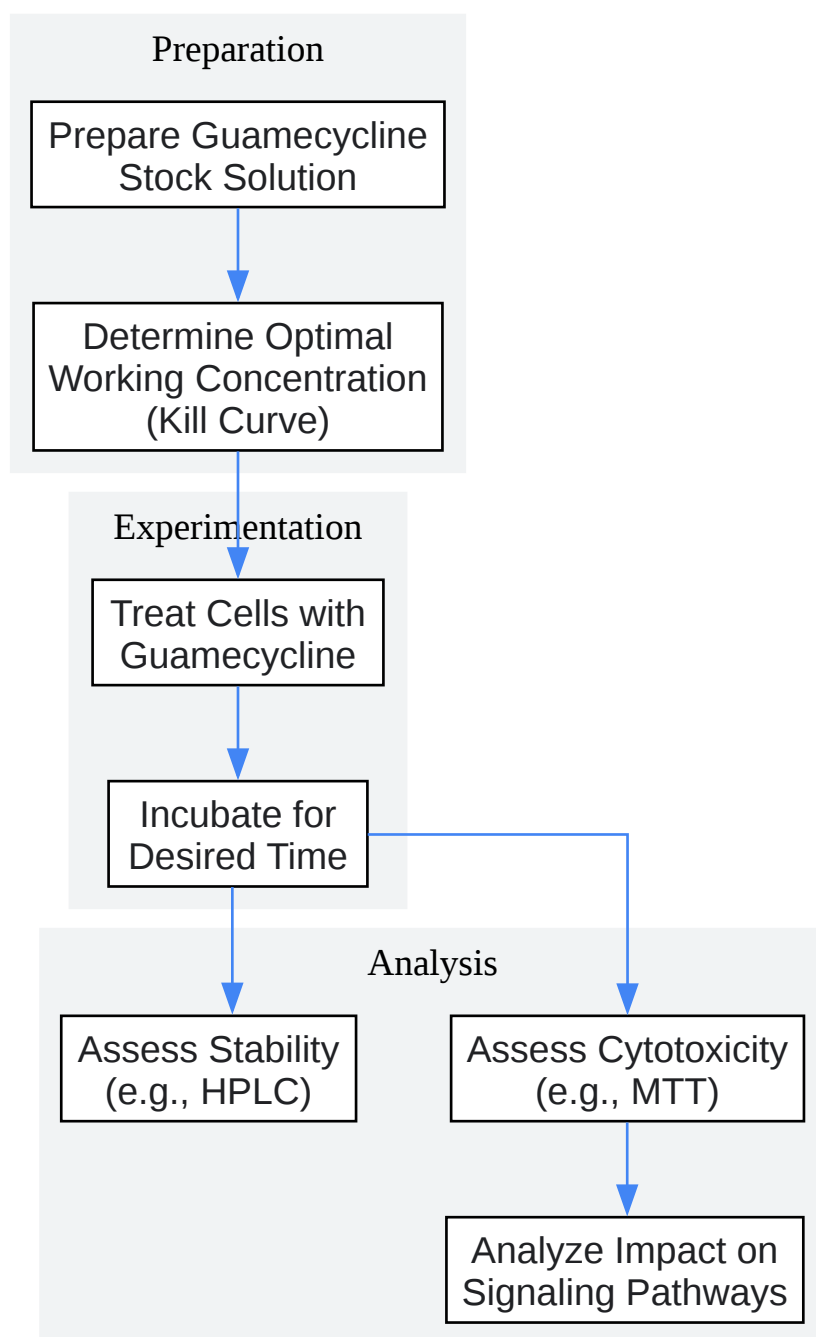 Preparation
Prepare Guamecycline
Stock Solution
Determine Optimal
Working Concentration
(Kill Curve)
Experimentation
Treat Cells with
Guamecycline
Incubate for
Desired Time
Analysis
Assess Stability
(e.g., HPLC)
Assess Cytotoxicity
(e.g., MTT)
Analyze Impact on
Signaling Pathways